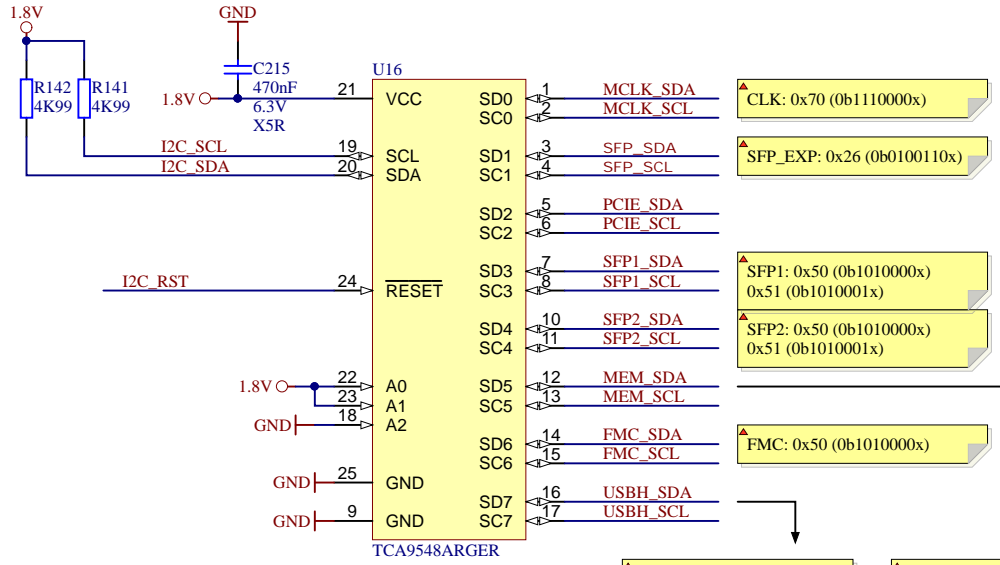 1.8V
GND
R142
4K99
R141
4K99
C215
470nF
6.3V
X5R
1.8V
U16
21
VCC
I2C_SCL
19
SCL
I2C_SDA
20
SDA
I2C_RST
24
RESET
1.8V
22
A0
23
A1
GND
18
A2
GND
25
GND
GND
9
GND
TCA9548ARGER
SD0
1
MCLK_SDA
SC0
2
MCLK_SCL
SD1
3
SFP_SDA
SC1
4
SFP_SCL
SD2
5
PCIE_SDA
SC2
6
PCIE_SCL
SD3
7
SFP1_SDA
SC3
8
SFP1_SCL
SD4
10
SFP2_SDA
SC4
11
SFP2_SCL
SD5
12
MEM_SDA
SC5
13
MEM_SCL
SD6
14
FMC_SDA
SC6
15
FMC_SCL
SD7
16
USBH_SDA
SC7
17
USBH_SCL
CLK: 0x70 (0b1110000x)
SFP_EXP: 0x26 (0b0100110x)
SFP1: 0x50 (0b1010000x)
0x51 (0b1010001x)
SFP2: 0x50 (0b1010000x)
0x51 (0b1010001x)
FMC: 0x50 (0b1010000x)